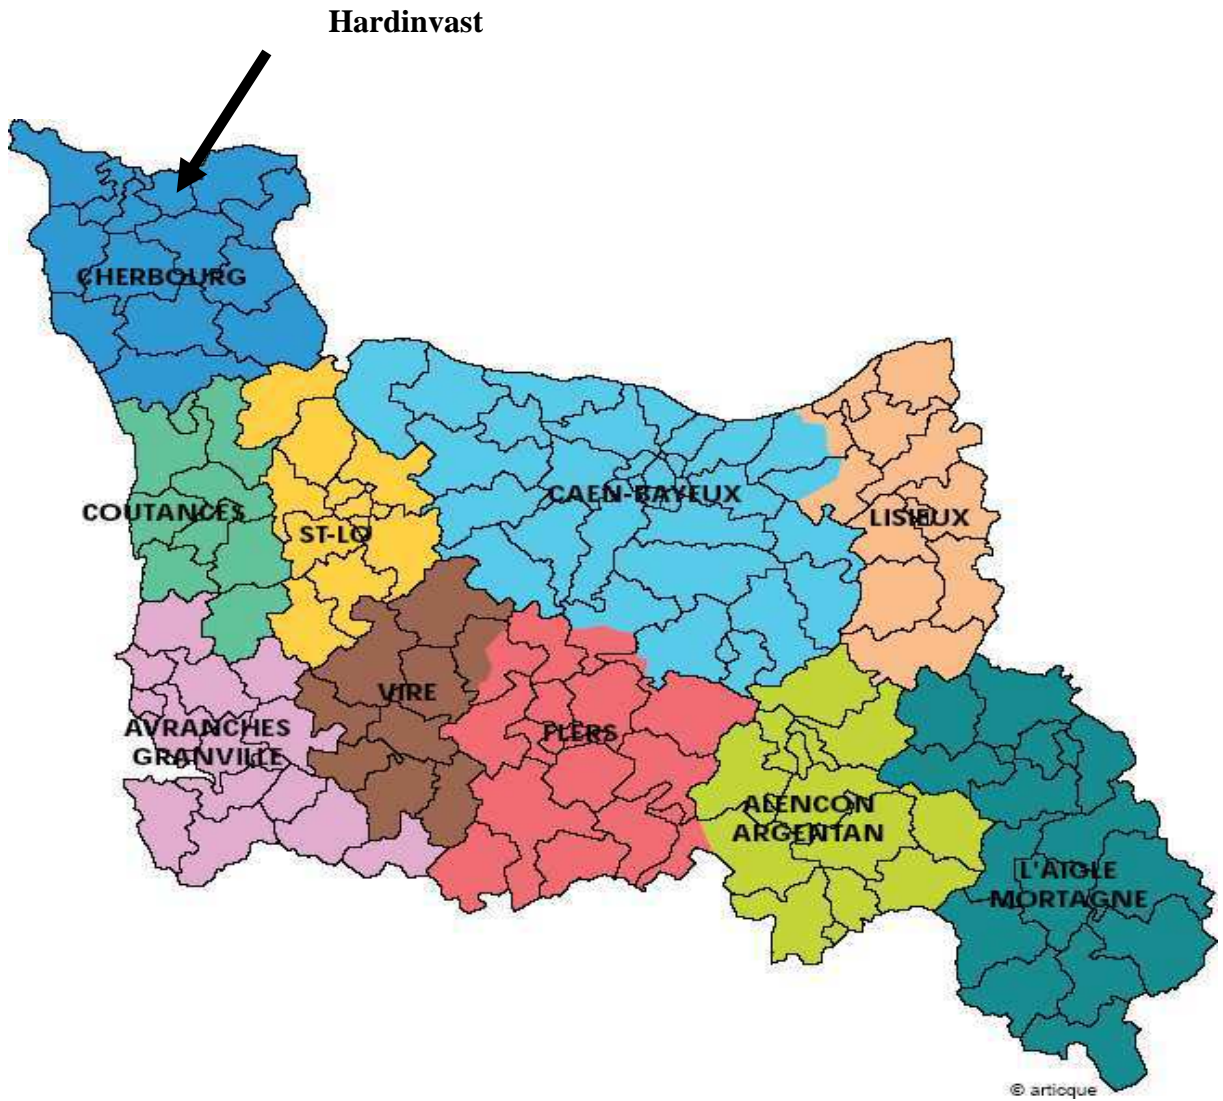 Hardinvast
CHERBOURG
COUTANCES
ST-LO
CAEN-BAYEUX
LISIEUX
VIRE
FLERS
AVRANCHES
GRANVILLE
ALENCON
ARGENTAN
L'AIGLE
MORTAGNE
© articque